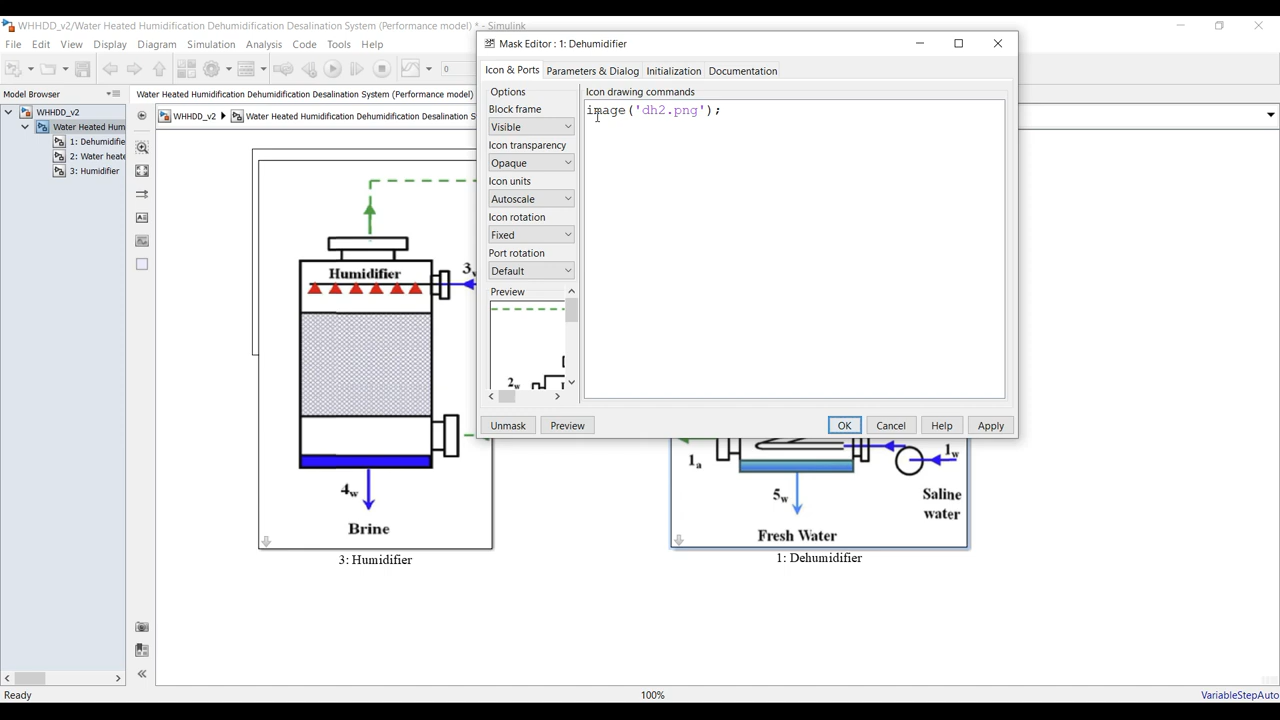 WHHDD_v2/Water Heated Humidification Dehumidification Desalination System (Performance model) * - Simulink
File Edit View Display Diagram Simulation Analysis Code Tools Help
0
Model Browser
Water Heated Humidification Dehumidification Desalination System (Performance model)
WHHDD_v2
Water Heated Hum
1: Dehumidifie
2: Water heate
3: Humidifier
WHHDD_v2 Water Heated Humidification Dehumidification Desalination S
Mask Editor : 1: Dehumidifier
Icon & Ports Parameters & Dialog Initialization Documentation
Options
Block frame
Visible
Icon transparency
Opaque
Icon units
Autoscale
Icon rotation
Fixed
Port rotation
Default
Preview
2w
Icon drawing commands
image('dh2.png');
Unmask Preview OK Cancel Help Apply
Humidifier
3w
4w
Brine
3: Humidifier
1a
1w
5w
Saline
water
Fresh Water
1: Dehumidifier
Ready
100%
VariableStepAuto